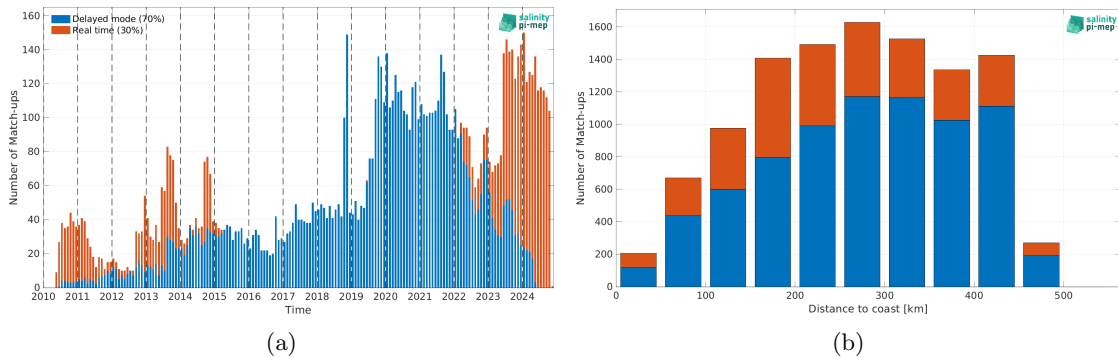 Delayed mode (70%)
Real time (30%)
salinity
pi-mep
Number of Match-ups
160
140
120
100
80
60
40
20
0
2010 2011 2012 2013 2014 2015 2016 2017 2018 2019 2020 2021 2022 2023 2024
Time
(a)
salinity
pi-mep
Number of Match-ups
1600
1400
1200
1000
800
600
400
200
0
0 100 200 300 400 500
Distance to coast [km]
(b)